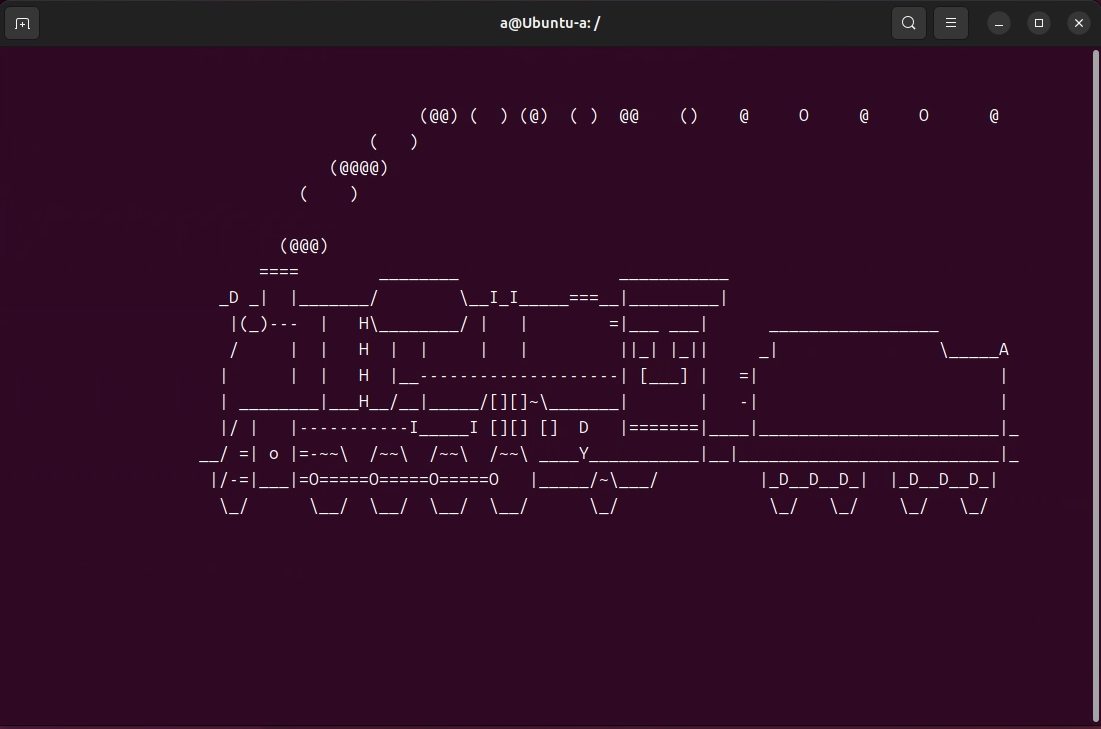 a@Ubuntu-a: /
                                          (@@) (  ) (@)  ( )  @@    ()    @     O     @     O      @
                                     (   )
                                 (@@@@)
                              (    )

                            (@@@)
                          ====        ________                ___________
                      _D _|  |_______/        \__I_I_____===__|_________|
                       |(_)---  |   H\________/ |   |        =|___ ___|      _________________
                       /     |  |   H  |  |     |   |         ||_| |_||     _|                \_____A
                      |      |  |   H  |__--------------------| [___] |   =|                        |
                      | ________|___H__/__|_____/[][]~\_______|       |   -|                        |
                      |/ |   |-----------I_____I [][] []  D   |=======|____|________________________|_
                    __/ =| o |=-~~\  /~~\  /~~\  /~~\ ____Y___________|__|__________________________|_
                     |/-=|___|=O=====O=====O=====O   |_____/~\___/          |_D__D__D_|  |_D__D__D_|
                      \_/      \__/  \__/  \__/  \__/      \_/               \_/   \_/    \_/   \_/